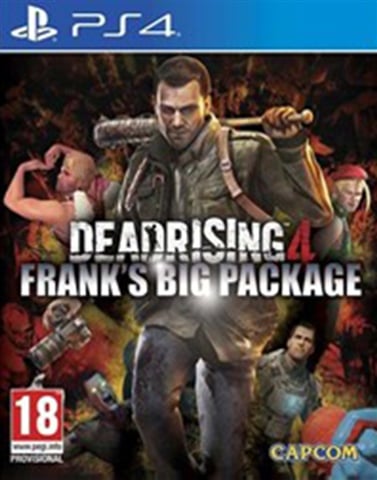 PS4
DEADRISING 4
FRANK'S BIG PACKAGE
18
www.pegi.info
PROVISIONAL
CAPCOM